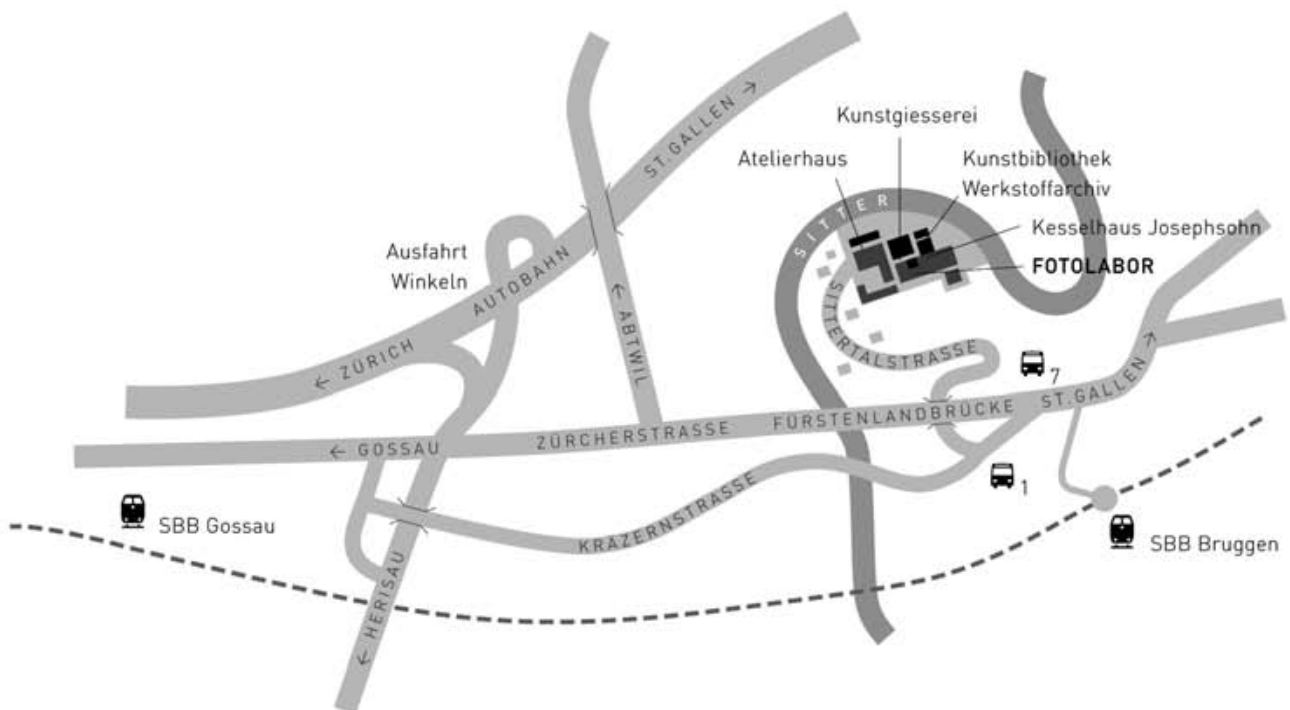 Kunstgiesserei
Atelierhaus
Kunstbibliothek
Werkstoffarchiv
Kesselhaus Josephsohn
FOTOLABOR
ST.GALLEN →
SITTER
Ausfahrt
Winkeln
AUTOBAHN
← ZÜRICH
← ABTWIL
SITTERTALSTRASSE
7
← GOSSAU
ZÜRCHERSTRASSE
FÜRSTENLANDBRÜCKE
ST.GALLEN →
1
KRÄZERNSTRASSE
SBB Gossau
SBB Bruggen
← HERISAU